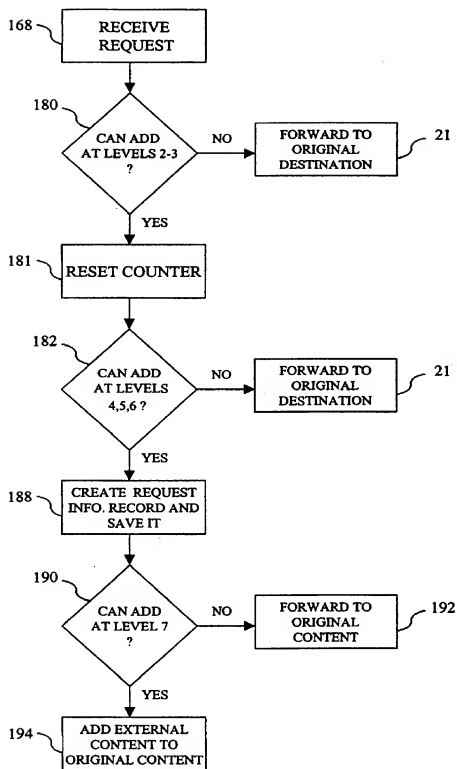 168
RECEIVE
REQUEST
180
CAN ADD
AT LEVELS 2-3
?
NO
FORWARD TO
ORIGINAL
DESTINATION
21
YES
181
RESET COUNTER
182
CAN ADD
AT LEVELS
4,5,6 ?
NO
FORWARD TO
ORIGINAL
DESTINATION
21
YES
188
CREATE REQUEST
INFO. RECORD AND
SAVE IT
190
CAN ADD
AT LEVEL 7
?
NO
FORWARD TO
ORIGINAL
CONTENT
192
YES
194
ADD EXTERNAL
CONTENT TO
ORIGINAL CONTENT